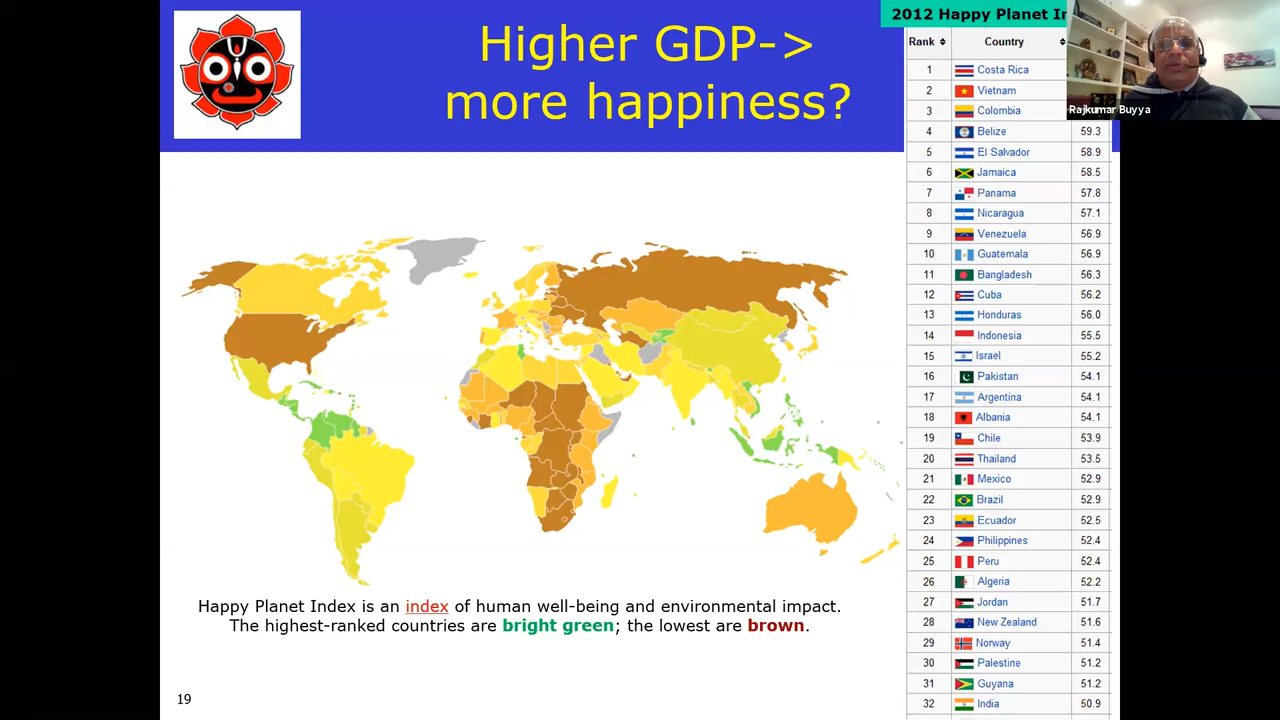 Higher GDP->
more happiness?
2012 Happy Planet In
Rank Country
1 Costa Rica
2 Vietnam
3 Colombia
4 Belize 59.3
5 El Salvador 58.9
6 Jamaica 58.5
7 Panama 57.8
8 Nicaragua 57.1
9 Venezuela 56.9
10 Guatemala 56.9
11 Bangladesh 56.3
12 Cuba 56.2
13 Honduras 56.0
14 Indonesia 55.5
15 Israel 55.2
16 Pakistan 54.1
17 Argentina 54.1
18 Albania 54.1
19 Chile 53.9
20 Thailand 53.5
21 Mexico 52.9
22 Brazil 52.9
23 Ecuador 52.5
24 Philippines 52.4
25 Peru 52.4
26 Algeria 52.2
27 Jordan 51.7
28 New Zealand 51.6
29 Norway 51.4
30 Palestine 51.2
31 Guyana 51.2
32 India 50.9
Rajkumar Buyya
Happy Planet Index is an index of human well-being and environmental impact.
The highest-ranked countries are bright green; the lowest are brown.
19